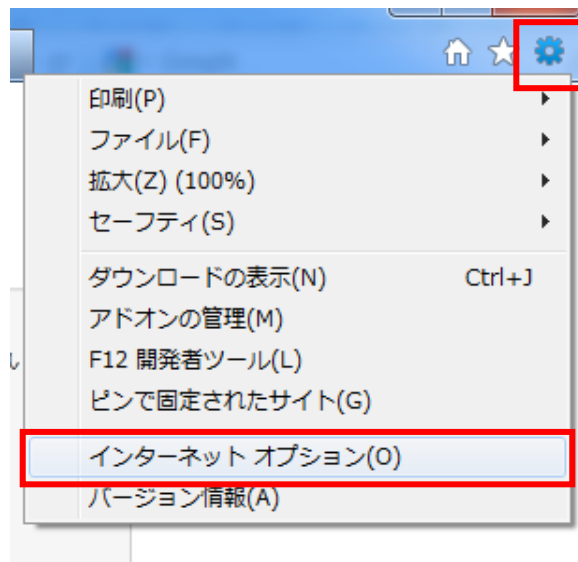 印刷(P)
ファイル(F)
拡大(Z) (100%)
セーフティ(S)
ダウンロードの表示(N) Ctrl+J
アドオンの管理(M)
F12 開発者ツール(L)
ピンで固定されたサイト(G)
インターネット オプション(O)
バージョン情報(A)